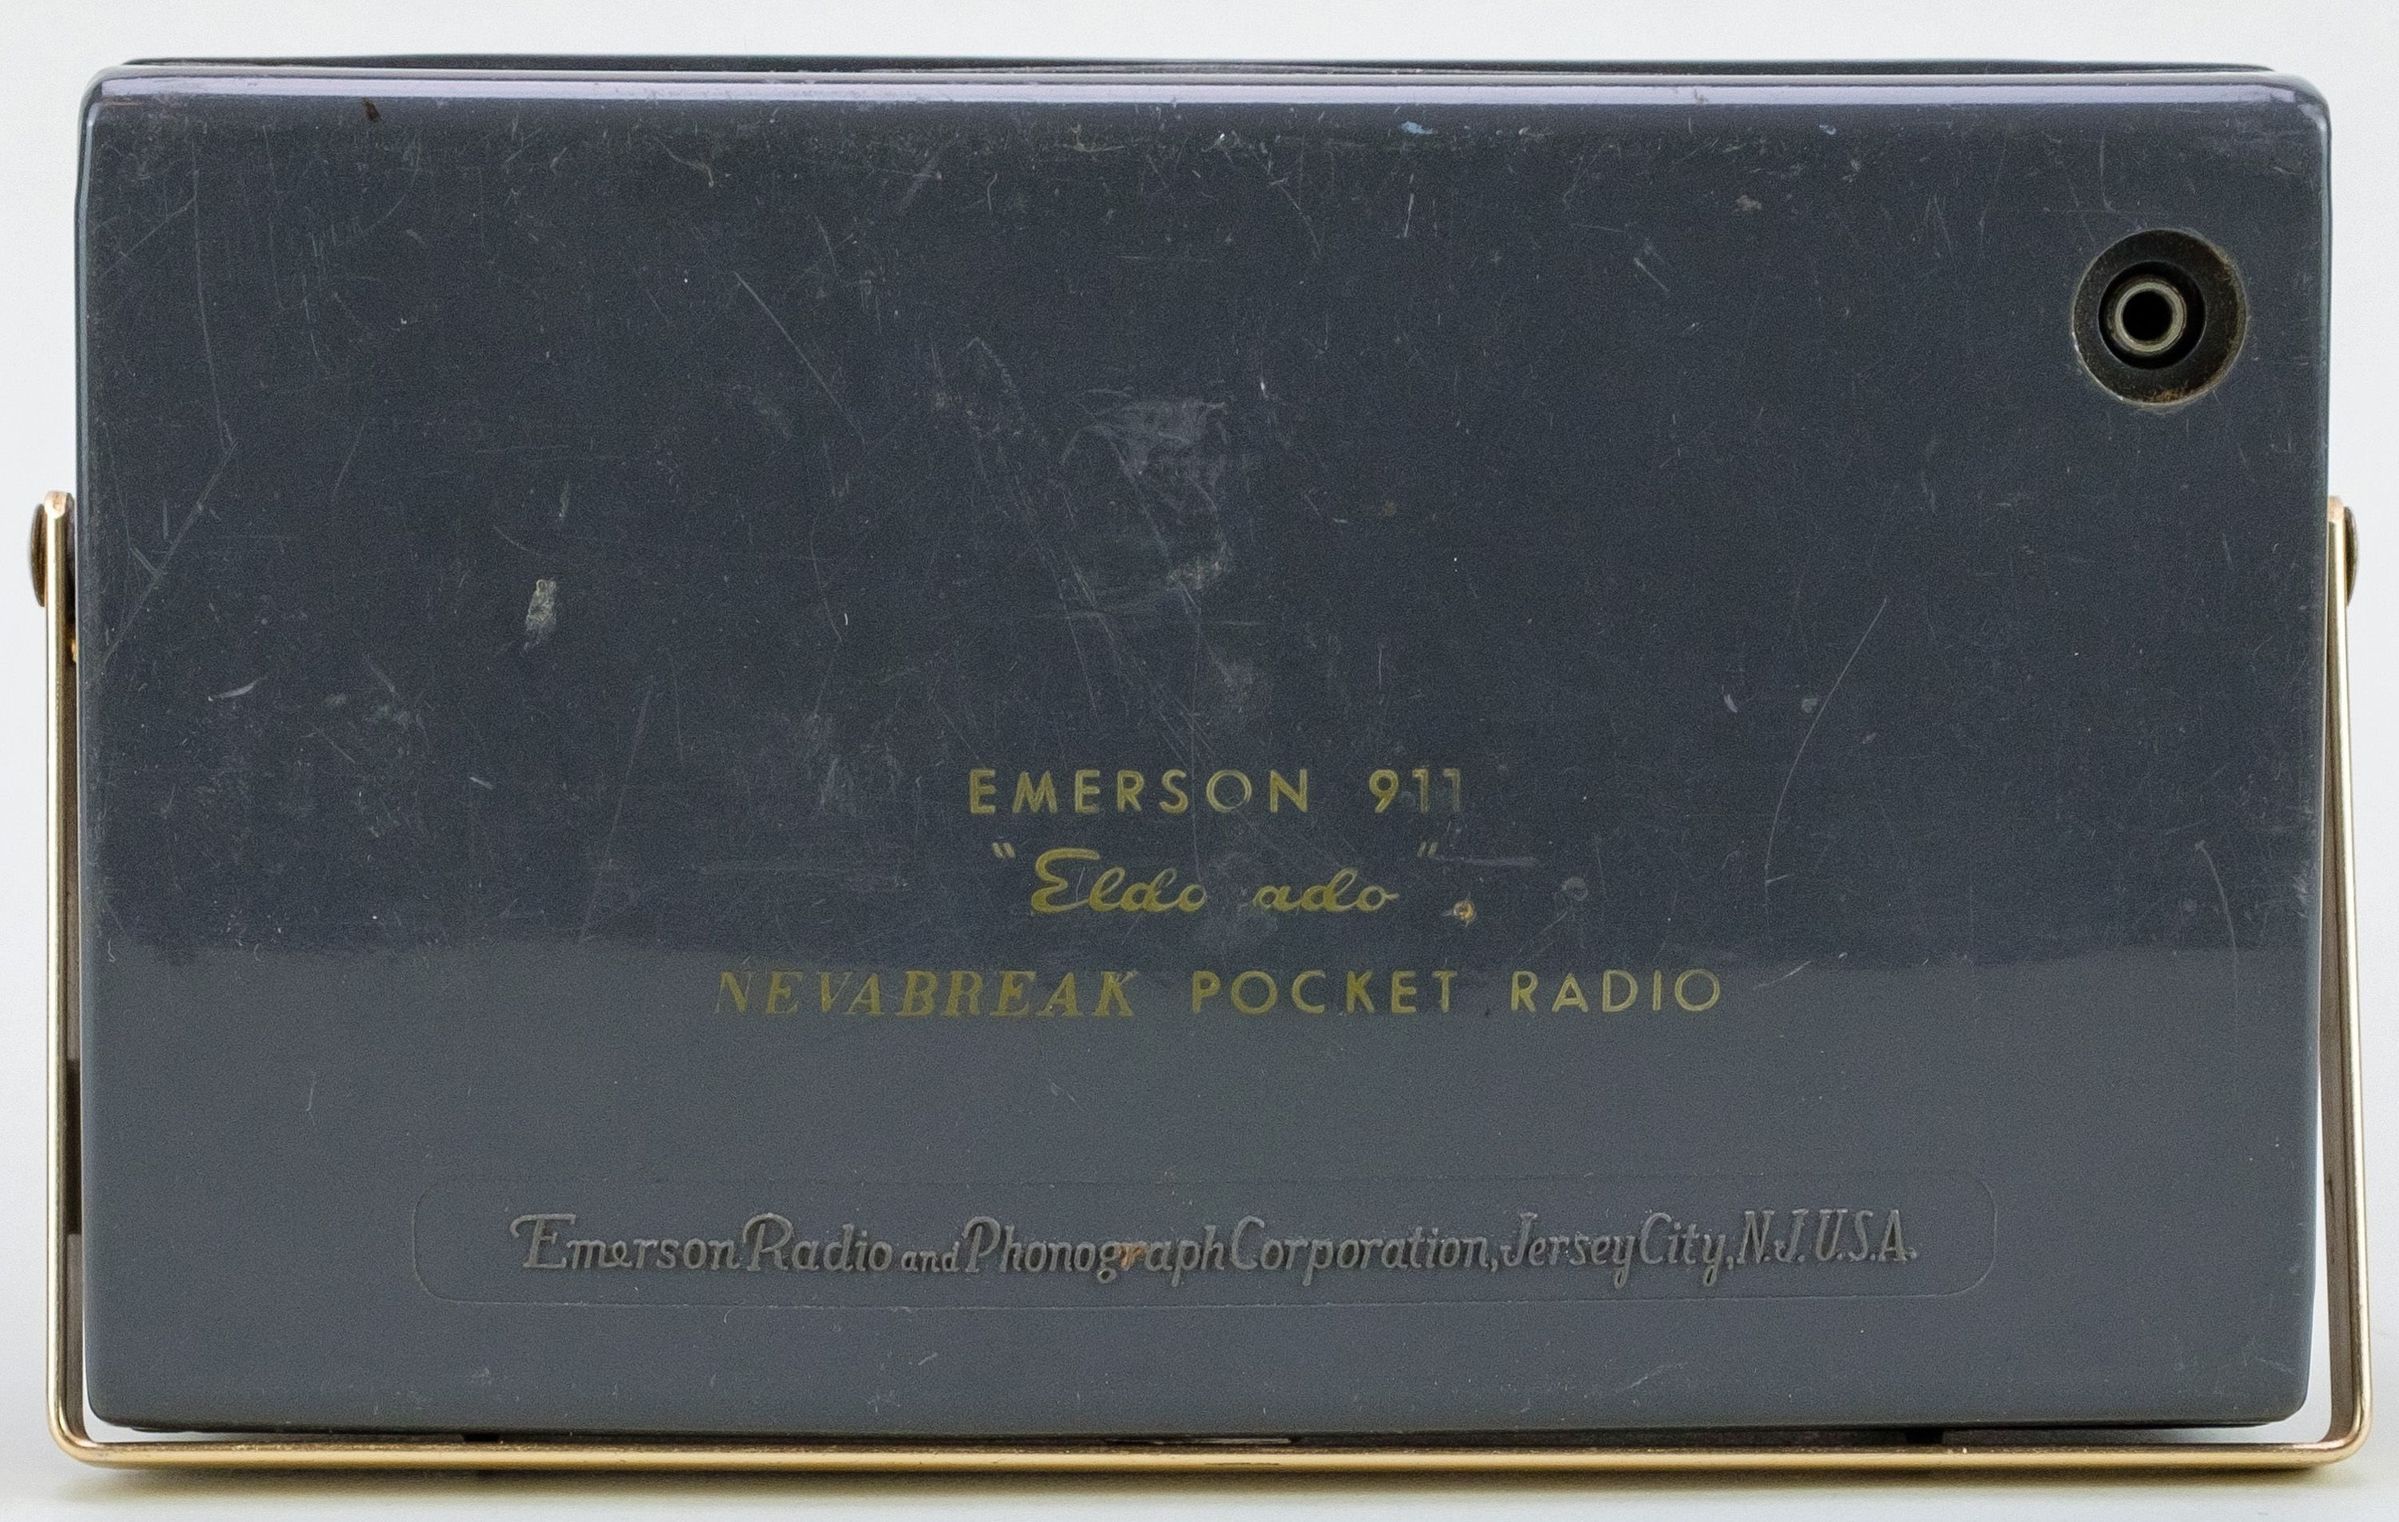 EMERSON 911
"Eldo ado"
NEVABREAK POCKET RADIO
Emerson Radio and Phonograph Corporation, Jersey City, N.J. U.S.A.